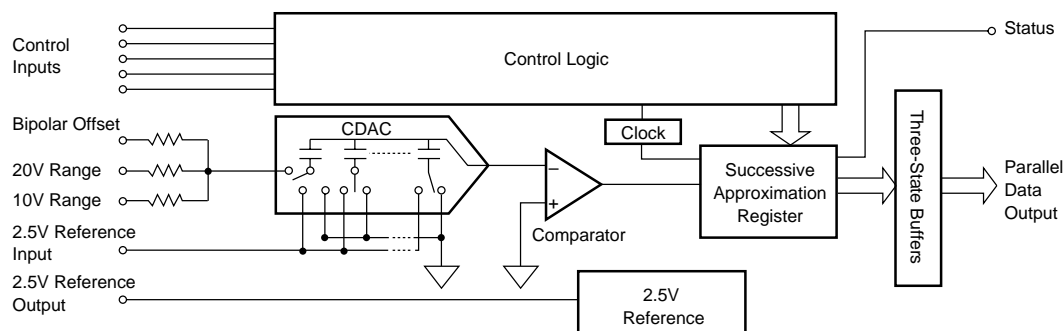 Control
Inputs
Control Logic
Status
Bipolar Offset
20V Range
10V Range
2.5V Reference
Input
2.5V Reference
Output
CDAC
Clock
–
+
Comparator
Successive
Approximation
Register
Three-State Buffers
Parallel
Data
Output
2.5V
Reference